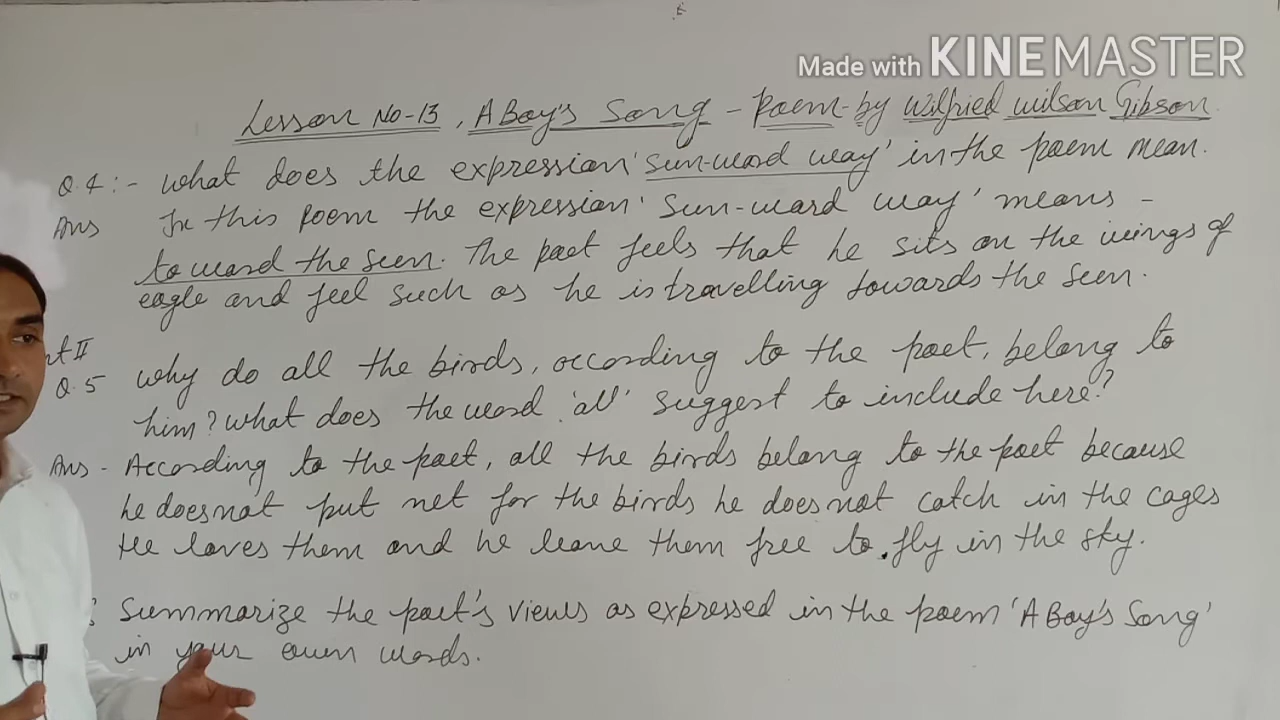 Made with KINEMASTER
Lesson No-13, A Boy's Song - Poem - by Wilfried Wilson Gibson
Q.4:- What does the expression 'sun-ward way' in the poem mean.
Ans In this poem the expression 'Sun-ward way' means -
toward the sun. The poet feels that he sits on the wings of
eagle and feel such as he is travelling towards the sun.
t II
Q.5 Why do all the birds, according to the poet, belong to
him? What does the word 'all' suggest to include here?
Ans - According to the poet, all the birds belong to the poet because
he does not put net for the birds he does not catch in the cages
He loves them and he leave them free to fly in the sky.
Summarize the poet's views as expressed in the poem 'A Boy's Song'
in your own words.